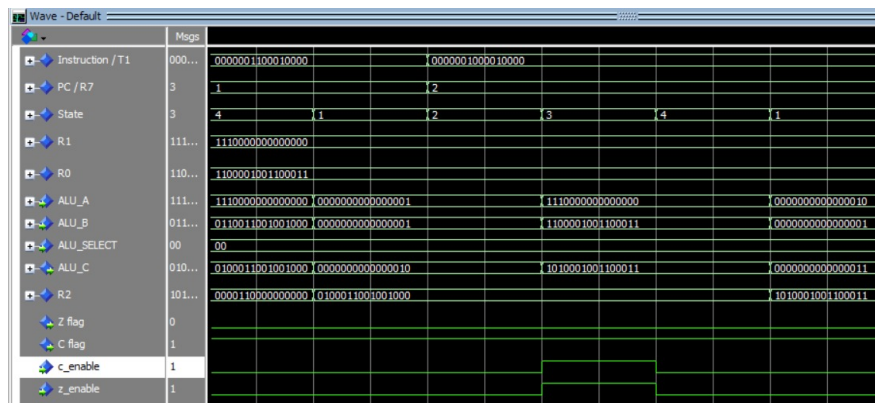 Wave - Default
Msgs
Instruction / T1 000... 0000001100010000 0000001000010000
PC / R7 3 1 2
State 3 4 1 2 3 4 1
R1 111... 1110000000000000
R0 110... 1100001001100011
ALU_A 111... 1110000000000000 0000000000000001 1110000000000000 0000000000000010
ALU_B 011... 0110011001001000 0000000000000001 1100001001100011 0000000000000001
ALU_SELECT 00 00
ALU_C 010... 0100011001001000 0000000000000010 1010001001100011 0000000000000011
R2 101... 0000110000000000 0100011001001000 1010001001100011
Z flag 0
C flag 1
c_enable 1
z_enable 1